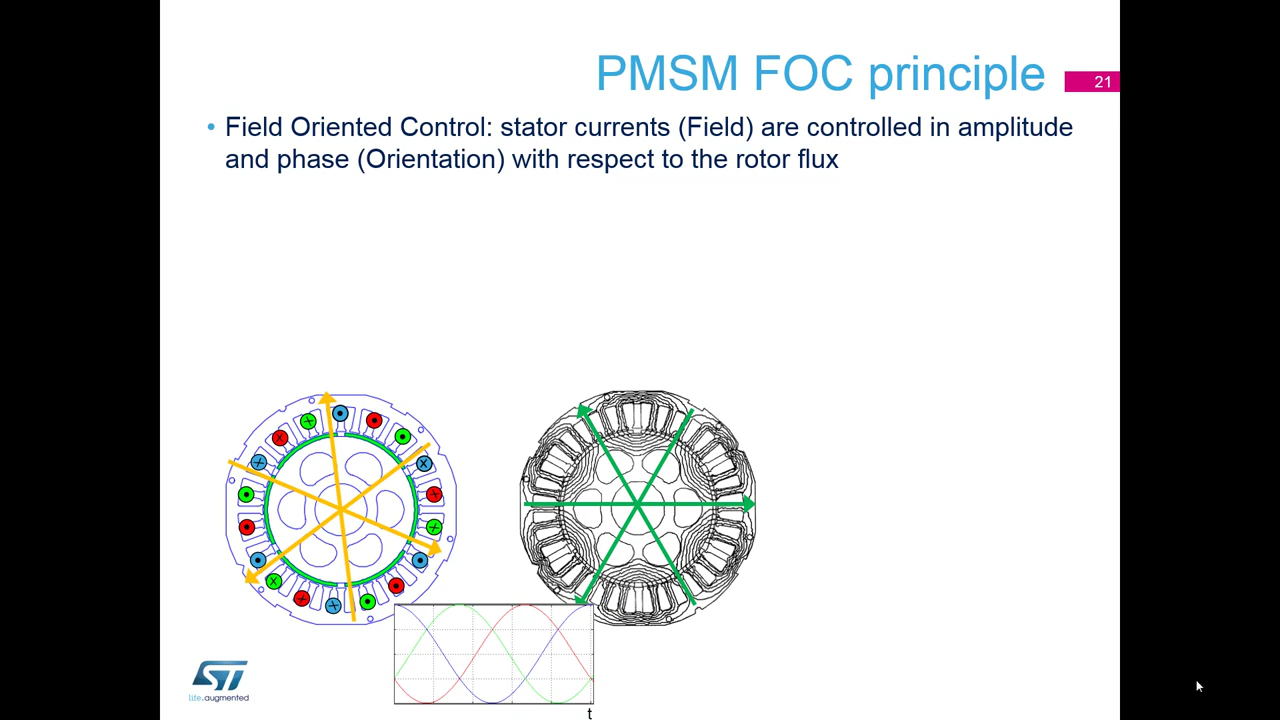 PMSM FOC principle
21
• Field Oriented Control: stator currents (Field) are controlled in amplitude
and phase (Orientation) with respect to the rotor flux
life.augmented
t